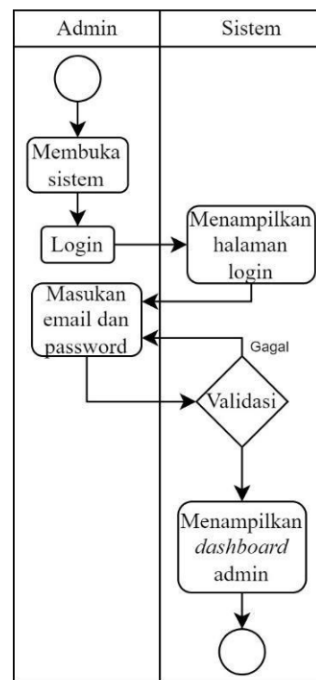 Admin
Sistem
Membuka
sistem
Login
Menampilkan
halaman
login
Masukan
email dan
password
Gagal
Validasi
Menampilkan
dashboard
admin